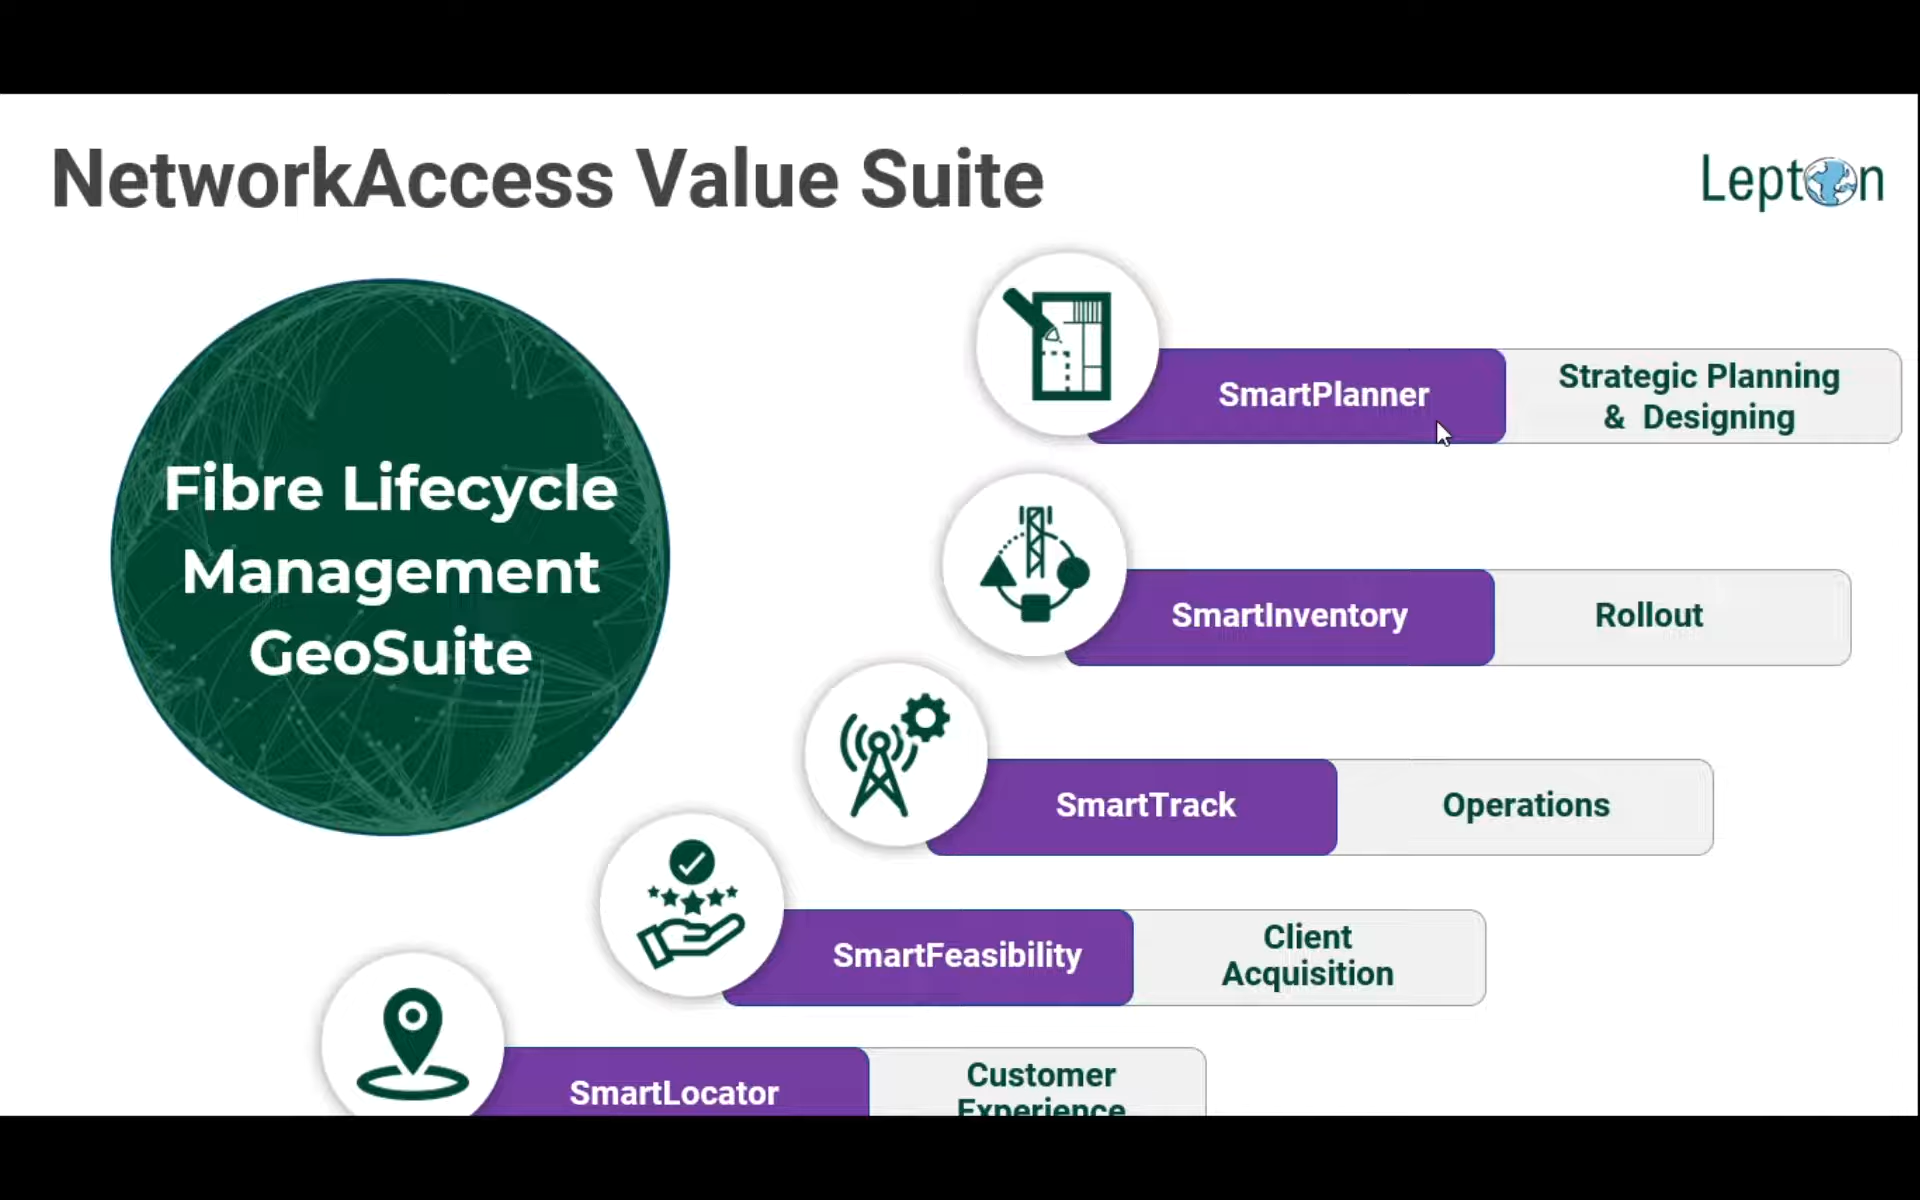 NetworkAccess Value Suite
Lepton
Fibre Lifecycle
Management
GeoSuite
SmartPlanner
Strategic Planning
& Designing
SmartInventory
Rollout
SmartTrack
Operations
SmartFeasibility
Client
Acquisition
SmartLocator
Customer
Experience